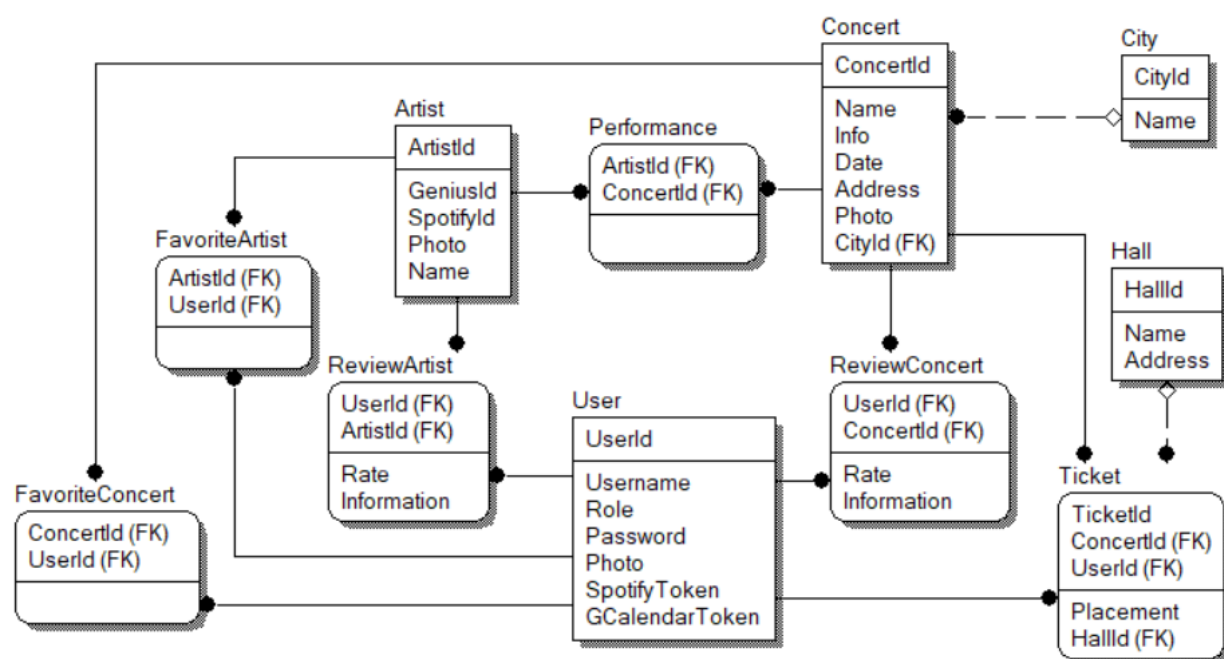 Concert
ConcertId
Name
Info
Date
Address
Photo
CityId (FK)
City
CityId
Name
Artist
ArtistId
GeniusId
SpotifyId
Photo
Name
Performance
ArtistId (FK)
ConcertId (FK)
FavoriteArtist
ArtistId (FK)
UserId (FK)
Hall
HallId
Name
Address
ReviewArtist
UserId (FK)
ArtistId (FK)
Rate
Information
User
UserId
Username
Role
Password
Photo
SpotifyToken
GCalendarToken
ReviewConcert
UserId (FK)
ConcertId (FK)
Rate
Information
FavoriteConcert
ConcertId (FK)
UserId (FK)
Ticket
TicketId
ConcertId (FK)
UserId (FK)
Placement
HallId (FK)